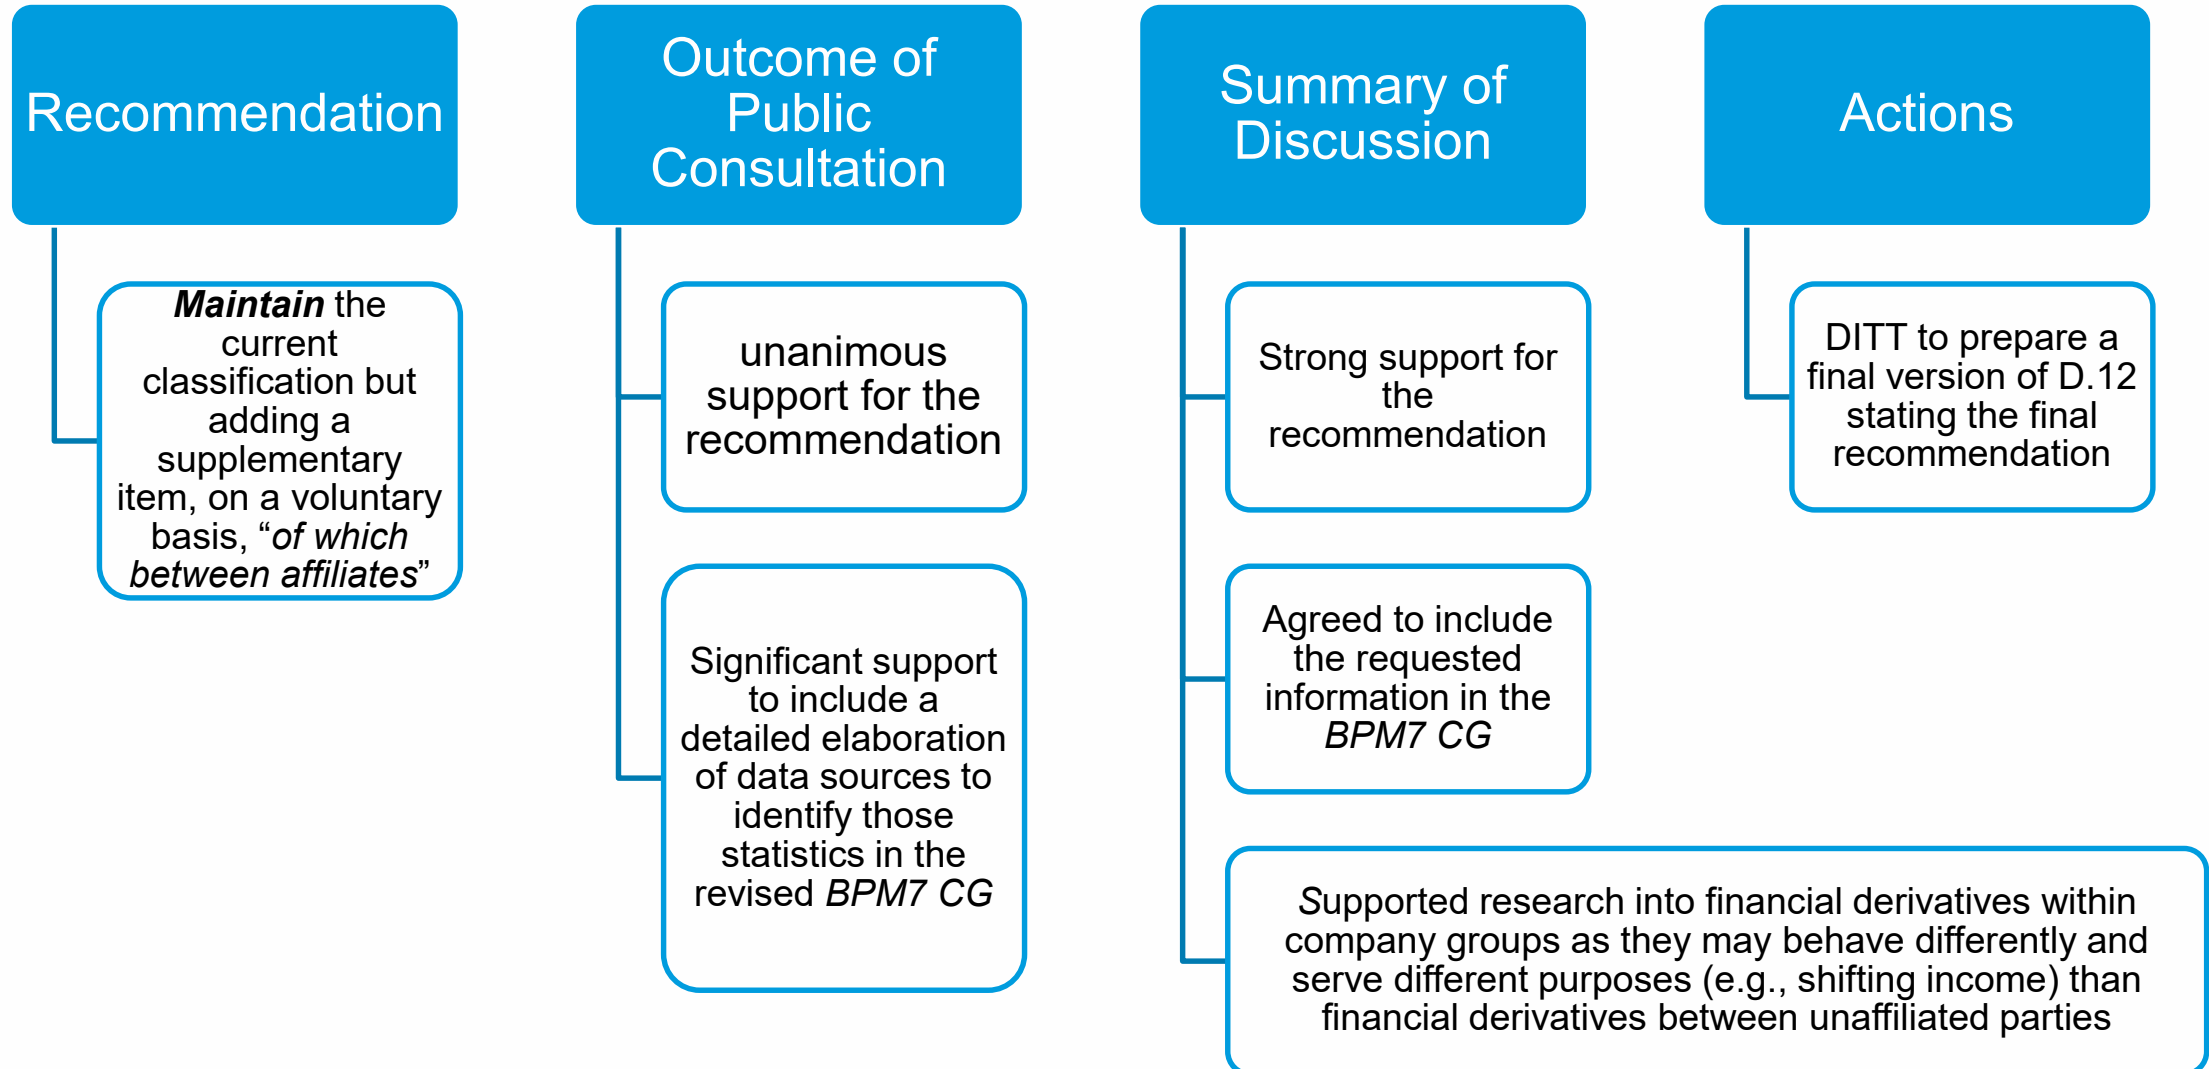 Recommendation
Maintain the
current
classification but
adding a
supplementary
item, on a voluntary
basis, “of which
between affiliates”
Outcome of
Public
Consultation
unanimous
support for the
recommendation
Significant support
to include a
detailed elaboration
of data sources to
identify those
statistics in the
revised BPM7 CG
Summary of
Discussion
Strong support for
the
recommendation
Agreed to include
the requested
information in the
BPM7 CG
Supported research into financial derivatives within
company groups as they may behave differently and
serve different purposes (e.g., shifting income) than
financial derivatives between unaffiliated parties
Actions
DITT to prepare a
final version of D.12
stating the final
recommendation